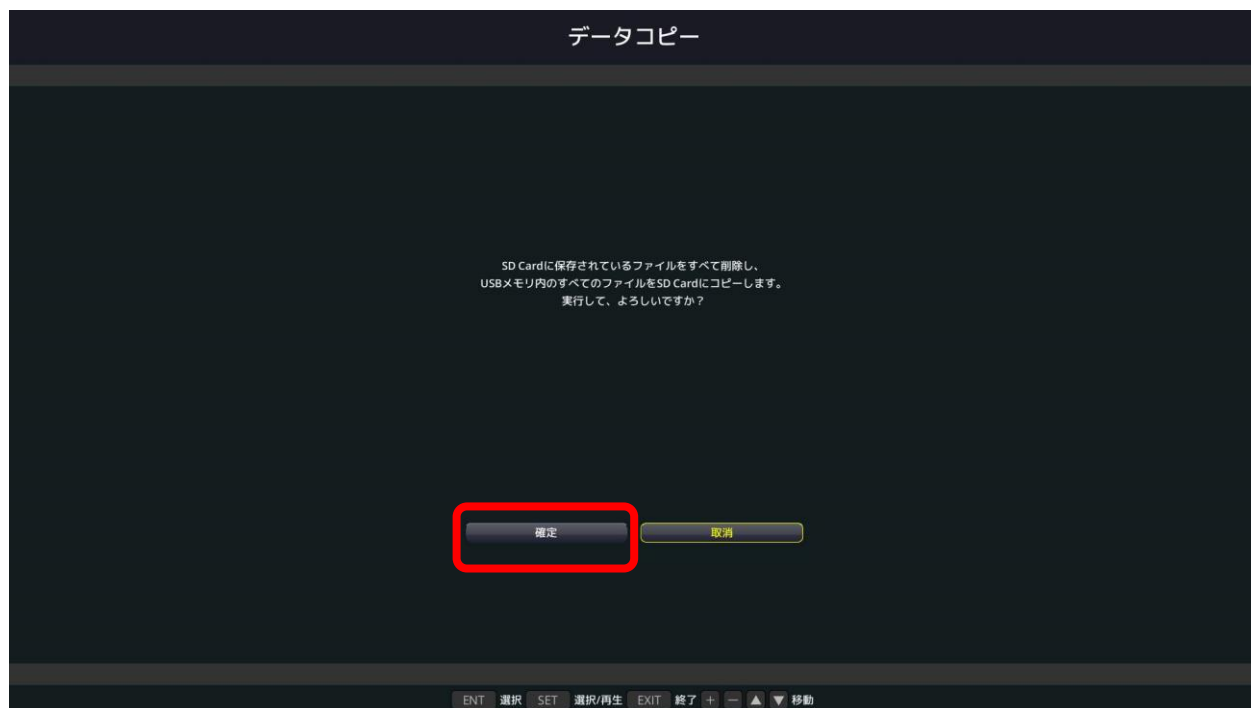 データコピー
SD Cardに保存されているファイルをすべて削除し、
USBメモリ内のすべてのファイルをSD Cardにコピーします。
実行して、よろしいですか？
確定 取消
ENT 選択 SET 選択/再生 EXIT 終了 + − ▲ ▼ 移動